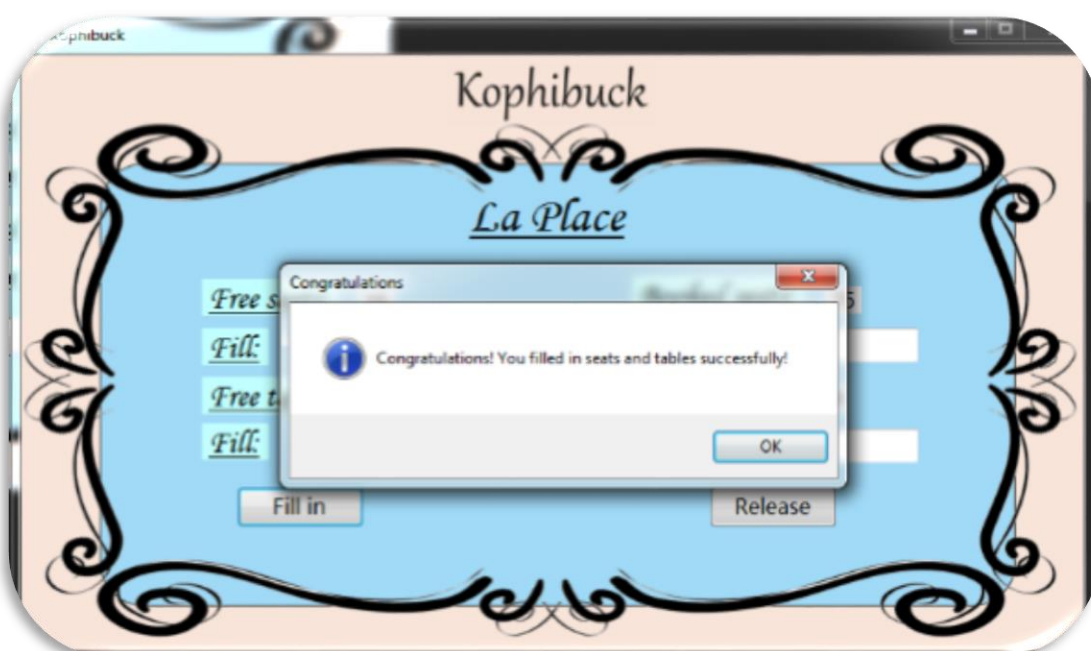 Kophibuck
La Place
Congratulations
Free
Congratulations! You filled in seats and tables successfully!
Fill:
Free
Fill:
OK
Fill in
Release